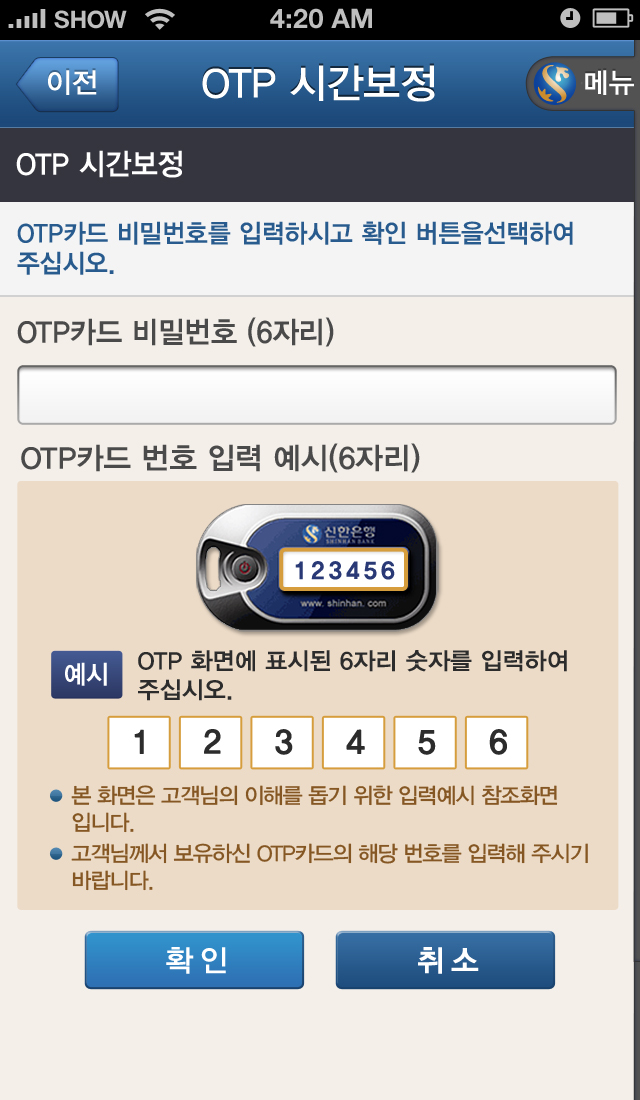 SHOW 4:20 AM
이전 OTP 시간보정 메뉴
OTP 시간보정
OTP카드 비밀번호를 입력하시고 확인 버튼을선택하여
주십시오.
OTP카드 비밀번호 (6자리)
OTP카드 번호 입력 예시(6자리)
신한은행
SHINHAN BANK
123456
www. shinhan. com
예시 OTP 화면에 표시된 6자리 숫자를 입력하여
주십시오.
1 2 3 4 5 6
본 화면은 고객님의 이해를 돕기 위한 입력예시 참조화면
입니다.
고객님께서 보유하신 OTP카드의 해당 번호를 입력해 주시기
바랍니다.
확인 취소